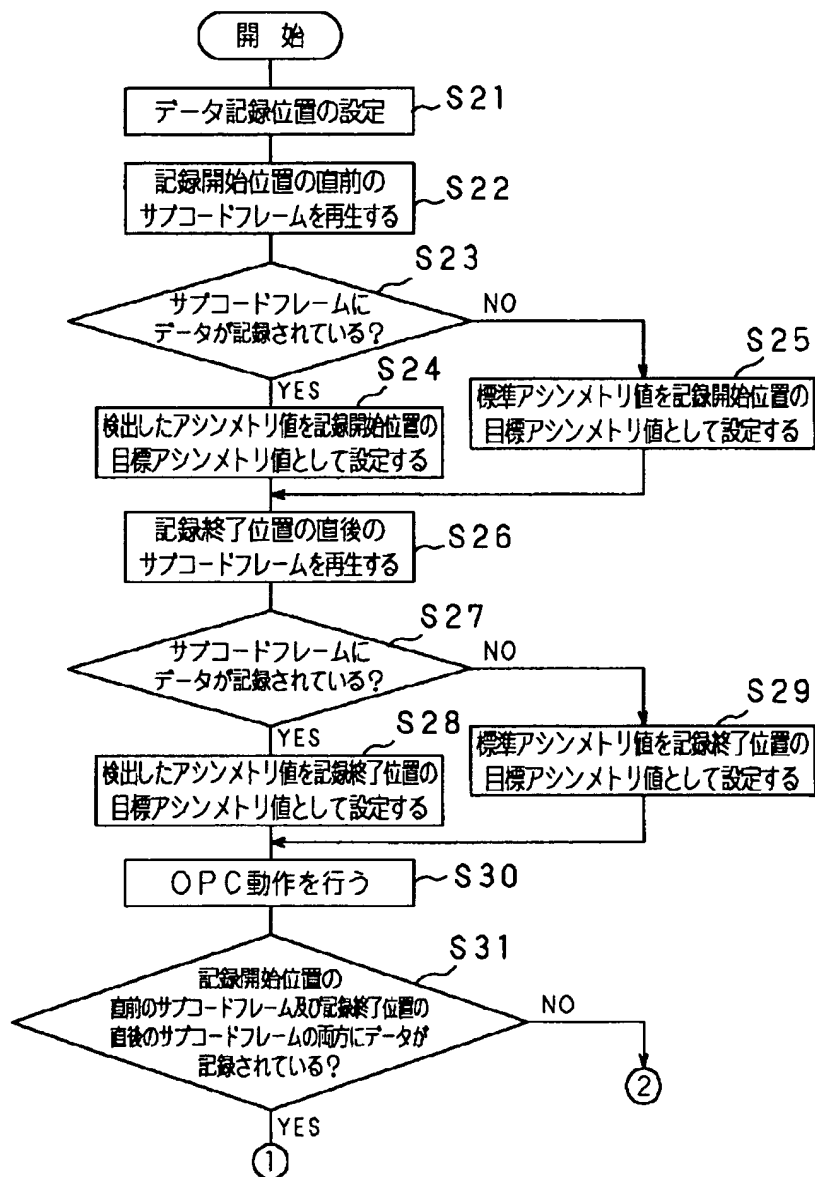 開始
データ記録位置の設定
S21
記録開始位置の直前の
サブコードフレームを再生する
S22
S23
サブコードフレームに
データが記録されている?
NO
YES
S24
検出したアシンメトリ値を記録開始位置の
目標アシンメトリ値として設定する
S25
標準アシンメトリ値を記録開始位置の
目標アシンメトリ値として設定する
記録終了位置の直後の
サブコードフレームを再生する
S26
S27
サブコードフレームに
データが記録されている?
NO
YES
S28
検出したアシンメトリ値を記録終了位置の
目標アシンメトリ値として設定する
S29
標準アシンメトリ値を記録終了位置の
目標アシンメトリ値として設定する
OPC動作を行う
S30
S31
記録開始位置の
直前のサブコードフレーム及び記録終了位置の
直後のサブコードフレームの両方にデータが
記録されている?
NO
②
YES
①